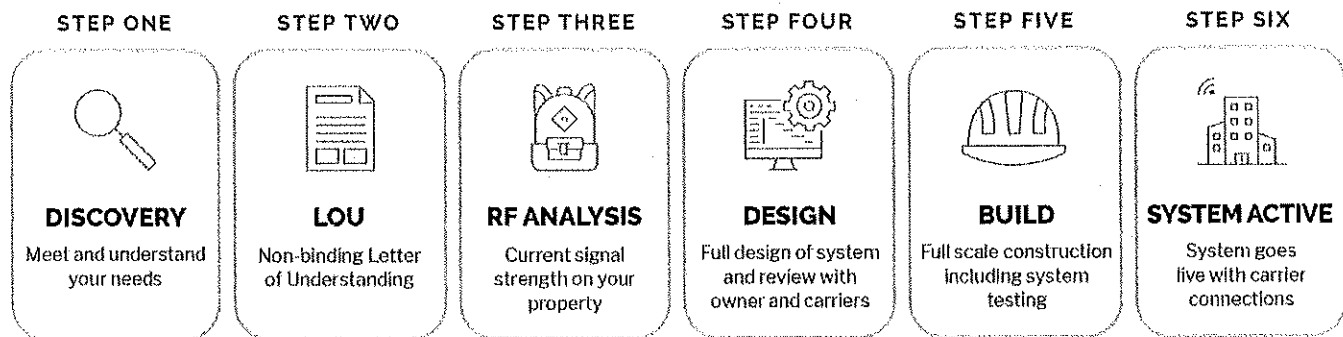 STEP ONE
DISCOVERY
Meet and understand
your needs
STEP TWO
LOU
Non-binding Letter
of Understanding
STEP THREE
RF ANALYSIS
Current signal
strength on your
property
STEP FOUR
DESIGN
Full design of system
and review with
owner and carriers
STEP FIVE
BUILD
Full scale construction
including system
testing
STEP SIX
SYSTEM ACTIVE
System goes
live with carrier
connections